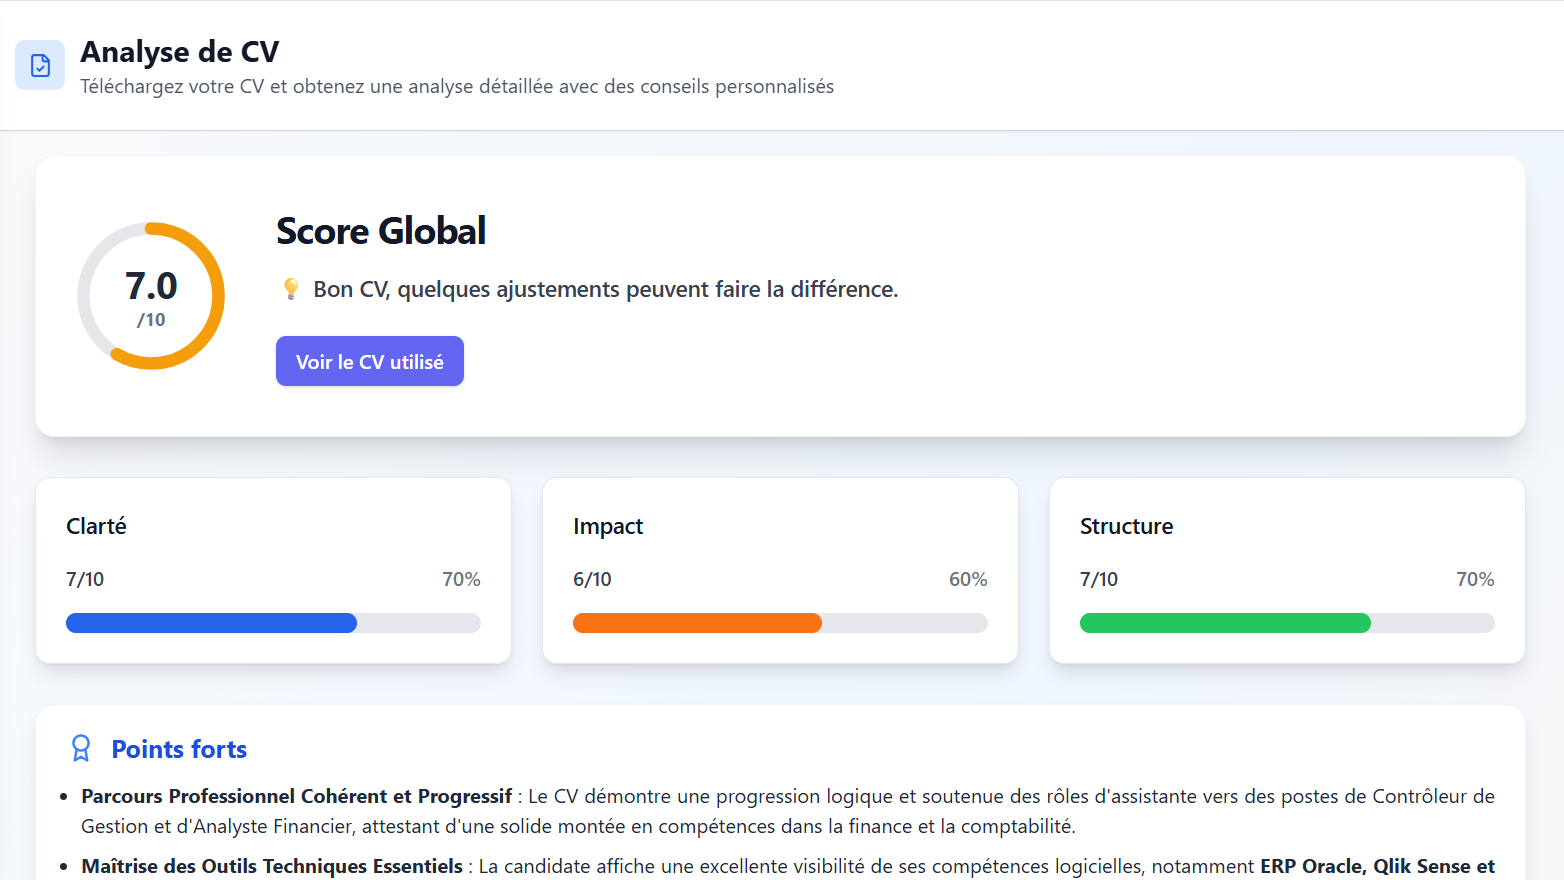 Analyse de CV
Téléchargez votre CV et obtenez une analyse détaillée avec des conseils personnalisés
7.0
/10
Score Global
💡 Bon CV, quelques ajustements peuvent faire la différence.
Voir le CV utilisé
Clarté
7/10 70%
Impact
6/10 60%
Structure
7/10 70%
Points forts
• Parcours Professionnel Cohérent et Progressif : Le CV démontre une progression logique et soutenue des rôles d'assistante vers des postes de Contrôleur de
Gestion et d'Analyste Financier, attestant d'une solide montée en compétences dans la finance et la comptabilité.
• Maîtrise des Outils Techniques Essentiels : La candidate affiche une excellente visibilité de ses compétences logicielles, notamment ERP Oracle, Qlik Sense et